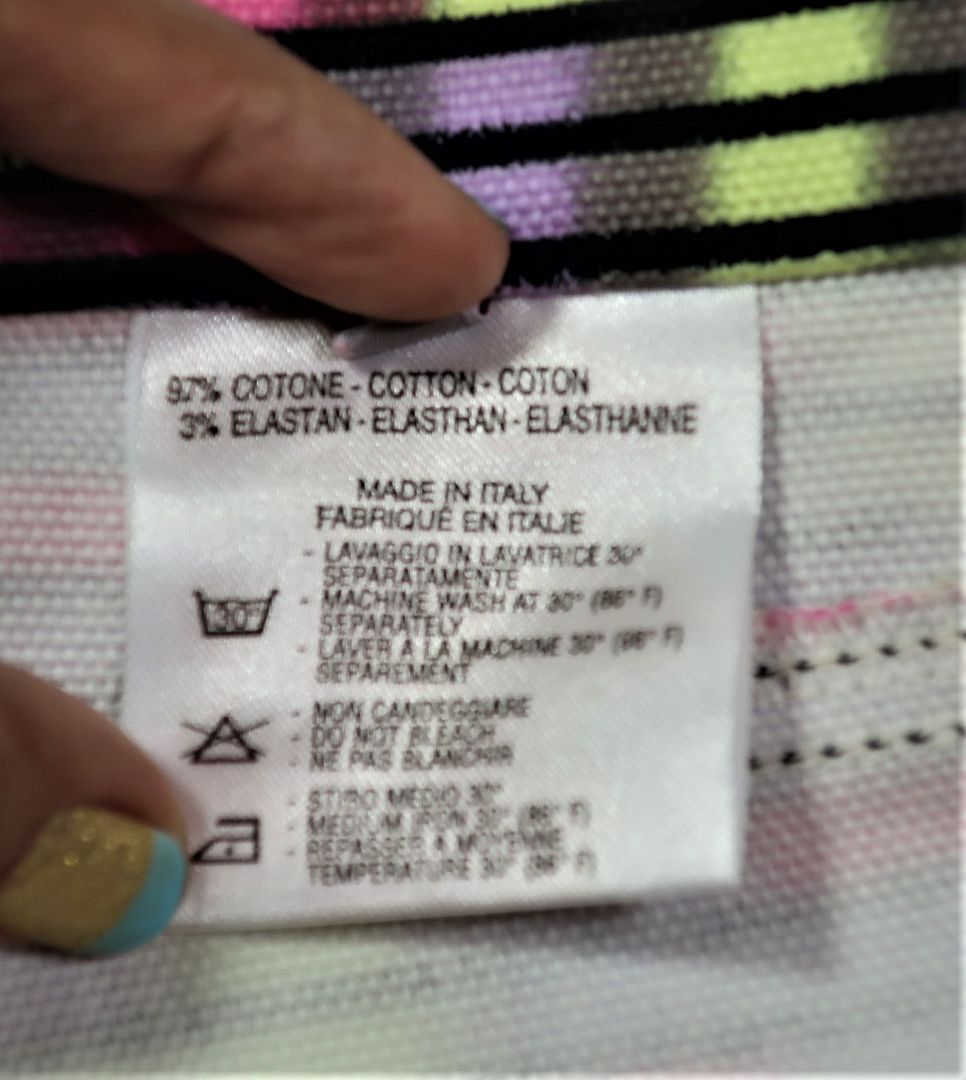 97% COTONE - COTTON - COTON
3% ELASTAN - ELASTHAN - ELASTHANNE
MADE IN ITALY
FABRIQUÉ EN ITALIE
- LAVAGGIO IN LAVATRICE 30°
SEPARATAMENTE
30°
- MACHINE WASH AT 30° (86° F)
SEPARATELY
- LAVER A LA MACHINE 30° (86° F)
SEPAREMENT
- NON CANDEGGIARE
- DO NOT BLEACH
- NE PAS BLANCHIR
- STIRO MEDIO 30°
- MEDIUM IRON 30° (86° F)
- REPASSER A MOYENNE
TEMPERATURE 30° (86° F)